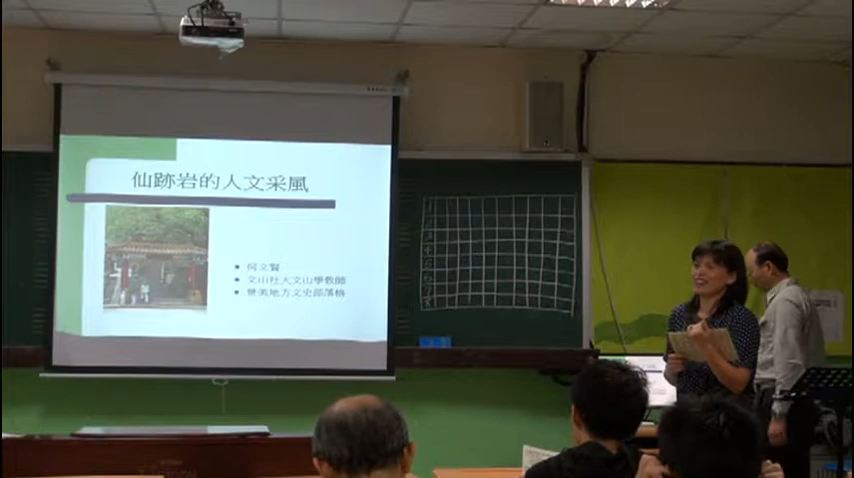 仙跡岩的人文采風
何文賢
文山社大文山學教師
景美地方文史部落格